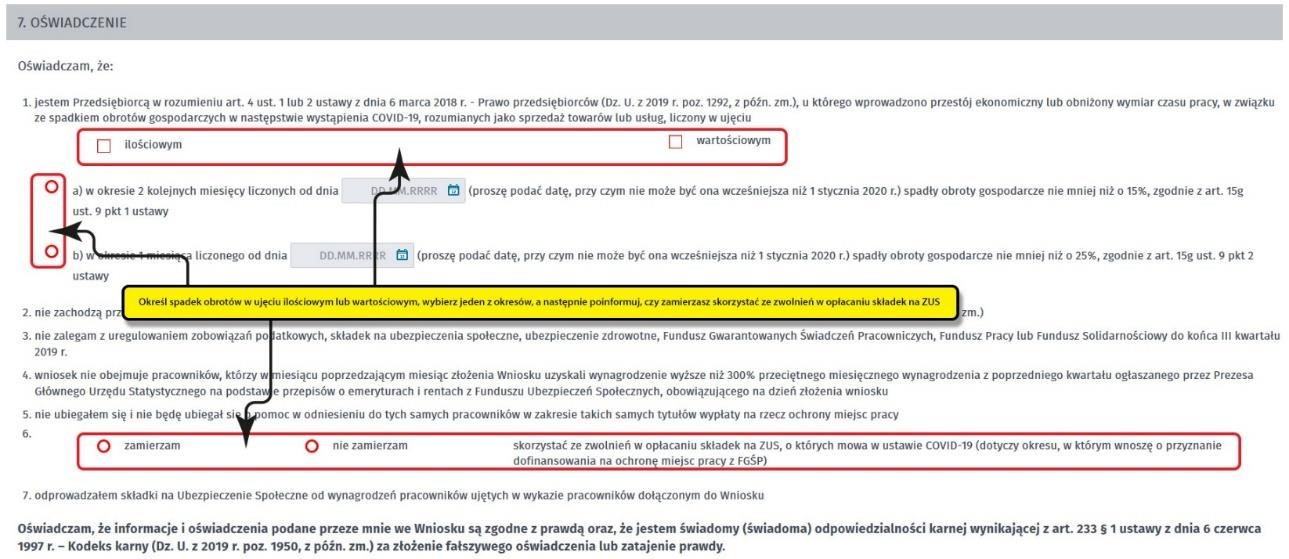 7. OŚWIADCZENIE
Oświadczam, że:
1. jestem Przedsiębiorcą w rozumieniu art. 4 ust. 1 lub 2 ustawy z dnia 6 marca 2018 r. - Prawo przedsiębiorców (Dz. U. z 2019 r. poz. 1292, z późn. zm.), u którego wprowadzono przestój ekonomiczny lub obniżony wymiar czasu pracy, w związku
ze spadkiem obrotów gospodarczych w następstwie wystąpienia COVID-19, rozumianych jako sprzedaż towarów lub usług, liczony w ujęciu
ilościowym wartościowym
a) w okresie 2 kolejnych miesięcy liczonych od dnia DD.MM.RRRR (proszę podać datę, przy czym nie może być ona wcześniejsza niż 1 stycznia 2020 r.) spadły obroty gospodarcze nie mniej niż o 15%, zgodnie z art. 15g
ust. 9 pkt 1 ustawy
b) w okresie 1 miesiąca liczonego od dnia DD.MM.RRRR (proszę podać datę, przy czym nie może być ona wcześniejsza niż 1 stycznia 2020 r.) spadły obroty gospodarcze nie mniej niż o 25%, zgodnie z art. 15g ust. 9 pkt 2
ustawy
Określ spadek obrotów w ujęciu ilościowym lub wartościowym, wybierz jeden z okresów, a następnie poinformuj, czy zamierzasz skorzystać ze zwolnień w opłacaniu składek na ZUS
2. nie zachodzą zm.)
3. nie zalegam z uregulowaniem zobowiązań podatkowych, składek na ubezpieczenia społeczne, ubezpieczenie zdrowotne, Fundusz Gwarantowanych Świadczeń Pracowniczych, Fundusz Pracy lub Fundusz Solidarnościowy do końca III kwartału
2019 r.
4. wniosek nie obejmuje pracowników, którzy w miesiącu poprzedzającym miesiąc złożenia Wniosku uzyskali wynagrodzenie wyższe niż 300% przeciętnego miesięcznego wynagrodzenia z poprzedniego kwartału ogłaszanego przez Prezesa
Głównego Urzędu Statystycznego na podstawie przepisów o emeryturach i rentach z Funduszu Ubezpieczeń Społecznych, obowiązującego na dzień złożenia wniosku
5. nie ubiegałem się i nie będę ubiegał się o pomoc w odniesieniu do tych samych pracowników w zakresie takich samych tytułów wypłaty na rzecz ochrony miejsc pracy
6.
zamierzam nie zamierzam skorzystać ze zwolnień w opłacaniu składek na ZUS, o których mowa w ustawie COVID-19 (dotyczy okresu, w którym wnoszę o przyznanie
dofinansowania na ochronę miejsc pracy z FGŚP)
7. odprowadzałem składki na Ubezpieczenie Społeczne od wynagrodzeń pracowników ujętych w wykazie pracowników dołączonym do Wniosku
Oświadczam, że informacje i oświadczenia podane przeze mnie we Wniosku są zgodne z prawdą oraz, że jestem świadomy (świadoma) odpowiedzialności karnej wynikającej z art. 233 § 1 ustawy z dnia 6 czerwca
1997 r. – Kodeks karny (Dz. U. z 2019 r. poz. 1950, z późn. zm.) za złożenie fałszywego oświadczenia lub zatajenie prawdy.